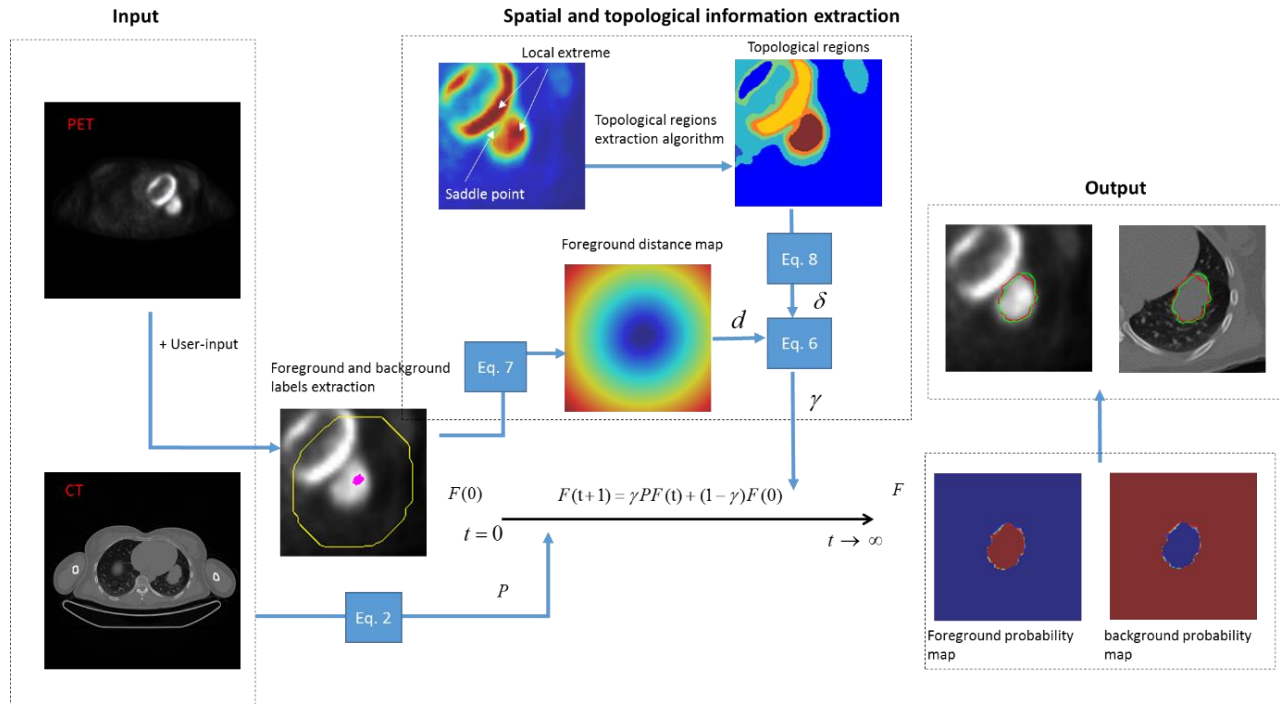 Input
Spatial and topological information extraction
Local extreme
Topological regions
PET
Topological regions
extraction algorithm
Saddle point
Output
Foreground distance map
Eq. 8
δ
d
Eq. 6
+ User-input
Eq. 7
Foreground and background
labels extraction
γ
CT
F(0)
F(t+1) = γPF(t) + (1 − γ)F(0)
F
t = 0
t → ∞
P
Eq. 2
Foreground probability
map
background probability
map